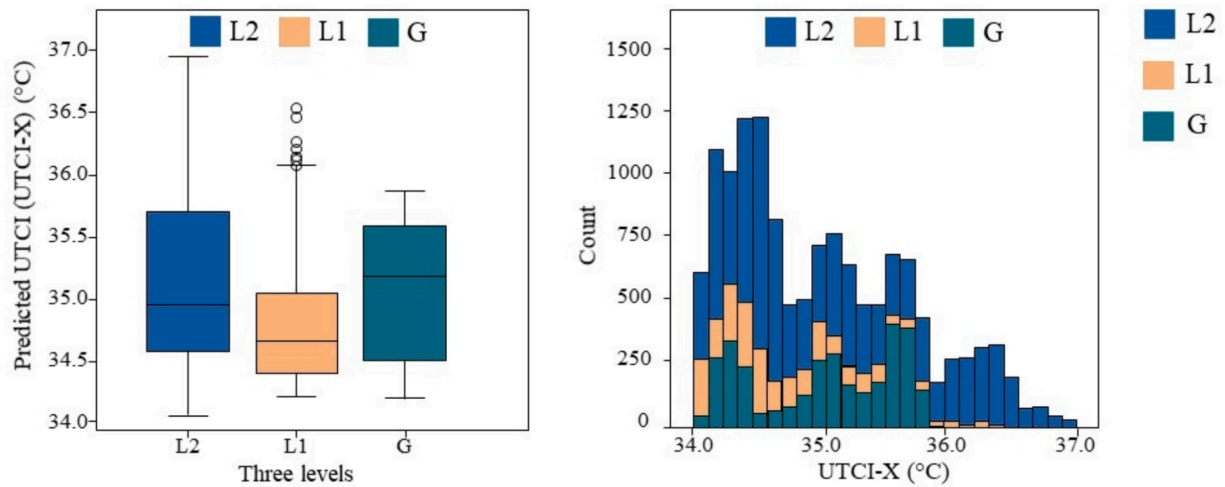 L2 L1 G
37.0
36.5
36.0
35.5
35.0
34.5
34.0
Predicted UTCI (UTCI-X) (°C)
L2 L1 G
Three levels
L2 L1 G
1500
1250
1000
750
500
250
0
Count
34.0 35.0 36.0 37.0
UTCI-X (°C)
L2
L1
G